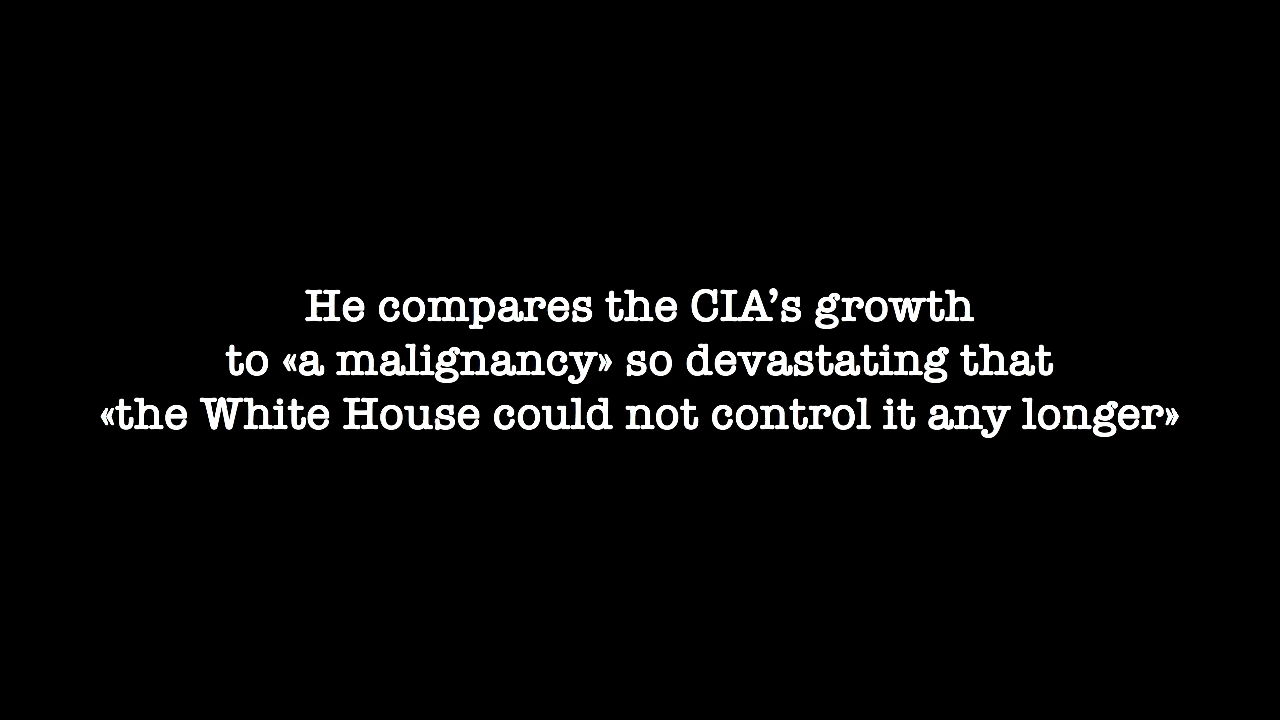 He compares the CIA’s growth
to «a malignancy» so devastating that
«the White House could not control it any longer»